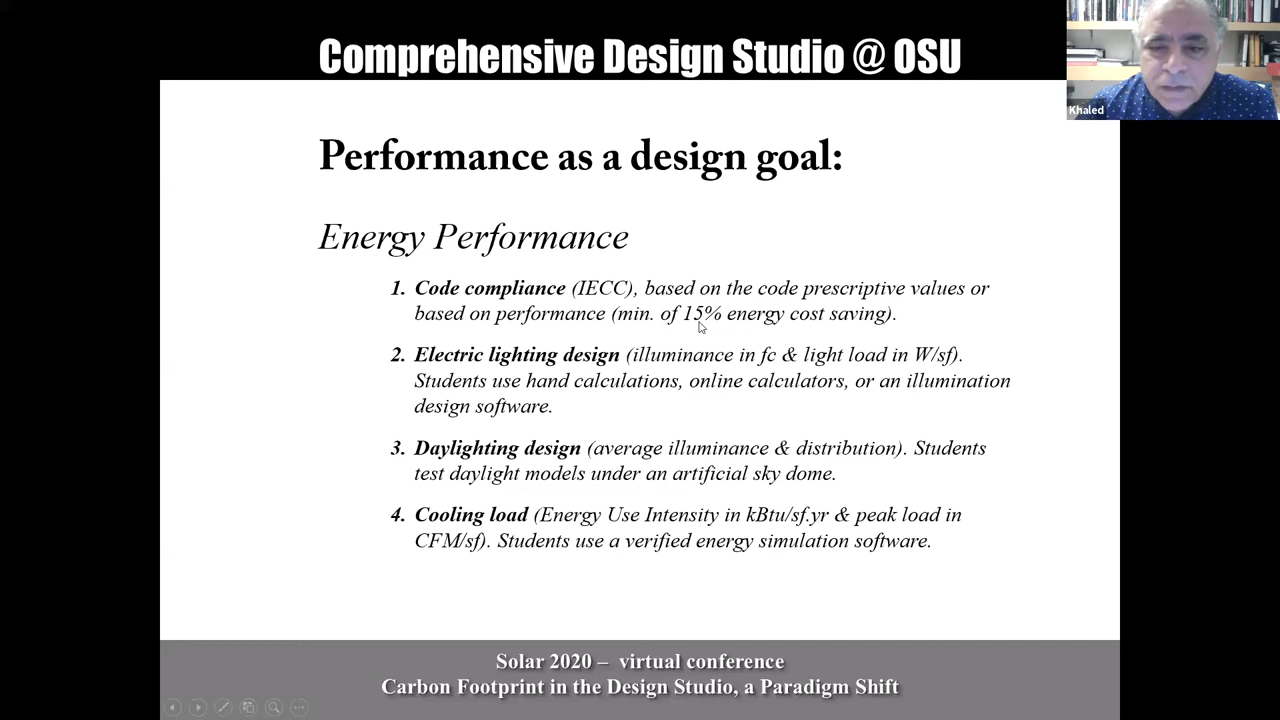 Comprehensive Design Studio @ OSU
Khaled
Performance as a design goal:
Energy Performance
1. Code compliance (IECC), based on the code prescriptive values or
based on performance (min. of 15% energy cost saving).
2. Electric lighting design (illuminance in fc & light load in W/sf).
Students use hand calculations, online calculators, or an illumination
design software.
3. Daylighting design (average illuminance & distribution). Students
test daylight models under an artificial sky dome.
4. Cooling load (Energy Use Intensity in kBtu/sf.yr & peak load in
CFM/sf). Students use a verified energy simulation software.
Solar 2020 – virtual conference
Carbon Footprint in the Design Studio, a Paradigm Shift